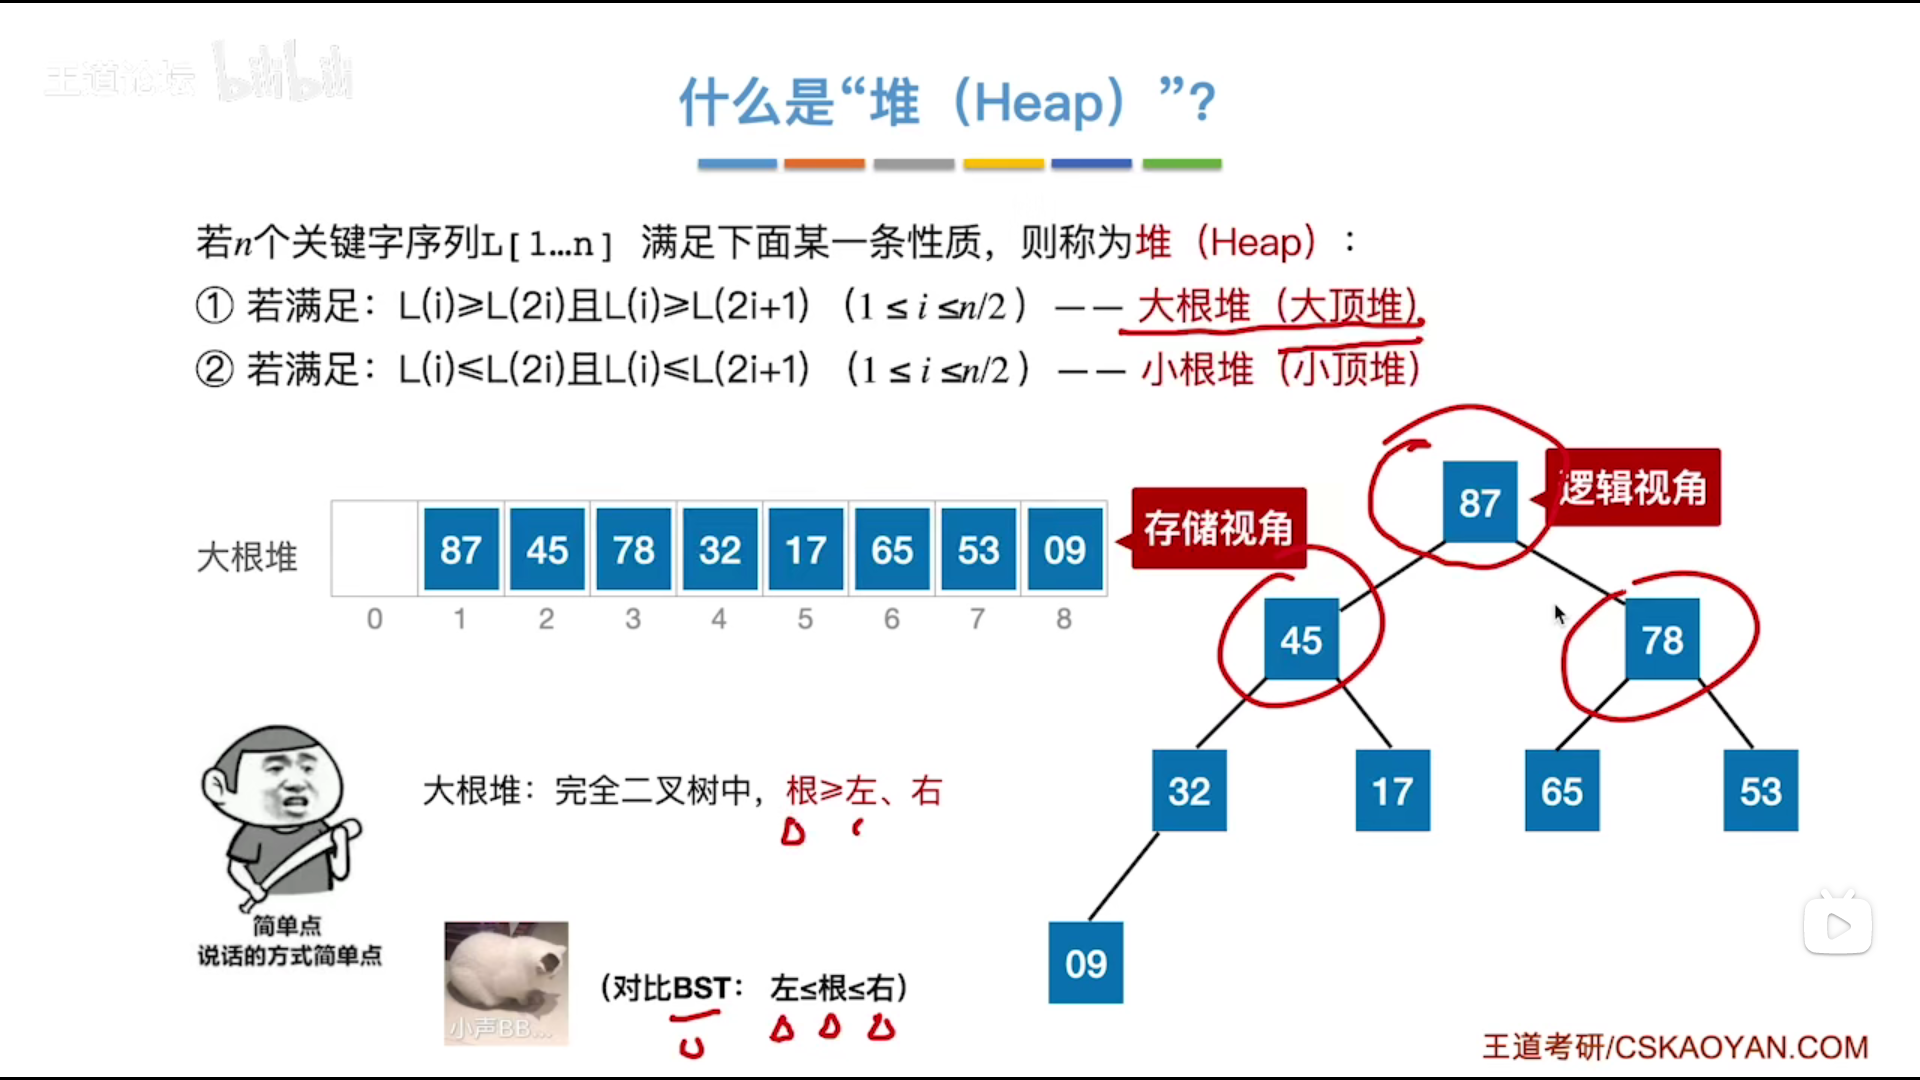 王道论坛 bilibili
什么是“堆（Heap）”?
若n个关键字序列L[1…n] 满足下面某一条性质，则称为堆（Heap）：
① 若满足：L(i)≥L(2i)且L(i)≥L(2i+1) （1 ≤ i ≤n/2 ） —— 大根堆（大顶堆）
② 若满足：L(i)≤L(2i)且L(i)≤L(2i+1) （1 ≤ i ≤n/2 ） —— 小根堆（小顶堆）
大根堆 87 45 78 32 17 65 53 09
0 1 2 3 4 5 6 7 8
存储视角
逻辑视角
87
45 78
32 17 65 53
09
大根堆：完全二叉树中，根≥左、右
简单点
说话的方式简单点
小声BB...
（对比BST： 左≤根≤右）
王道考研/CSKAOYAN.COM